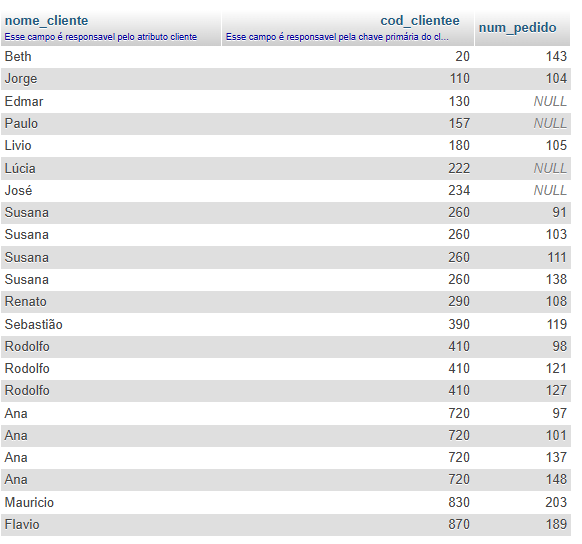 nome_cliente cod_clientee num_pedido
Esse campo é responsavel pelo atributo cliente Esse campo é responsavel pela chave primária do cl...
Beth 20 143
Jorge 110 104
Edmar 130 NULL
Paulo 157 NULL
Livio 180 105
Lúcia 222 NULL
José 234 NULL
Susana 260 91
Susana 260 103
Susana 260 111
Susana 260 138
Renato 290 108
Sebastião 390 119
Rodolfo 410 98
Rodolfo 410 121
Rodolfo 410 127
Ana 720 97
Ana 720 101
Ana 720 137
Ana 720 148
Mauricio 830 203
Flavio 870 189